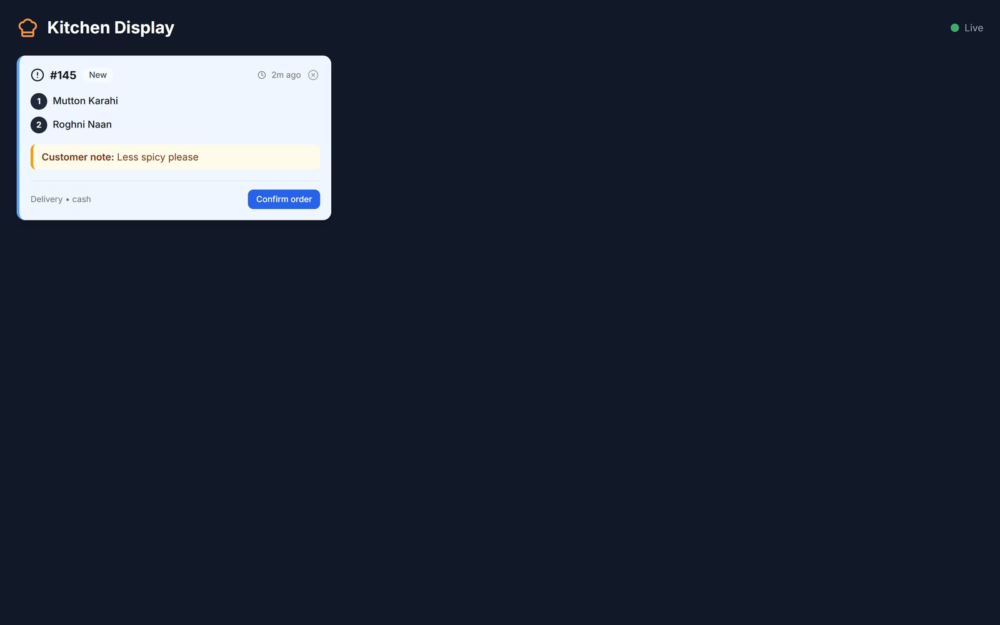 Kitchen Display
Live
#145 New 2m ago
1 Mutton Karahi
2 Roghni Naan
Customer note: Less spicy please
Delivery • cash Confirm order